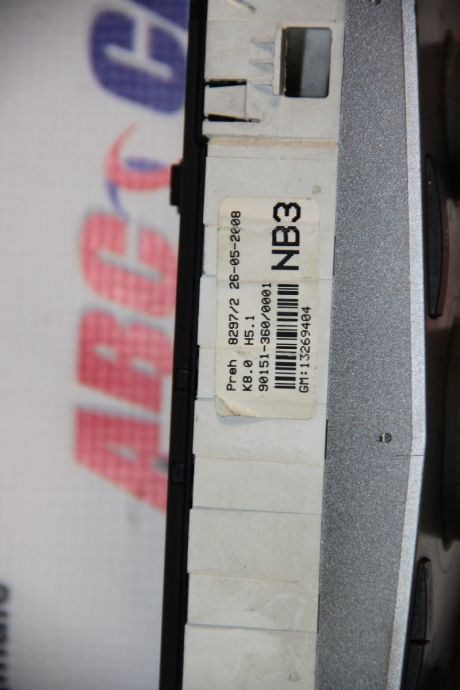 Preh 8297/2 26-05-2008
K8.0 H5.1
90151-360/0001
NB3
GM:13269404
ABC